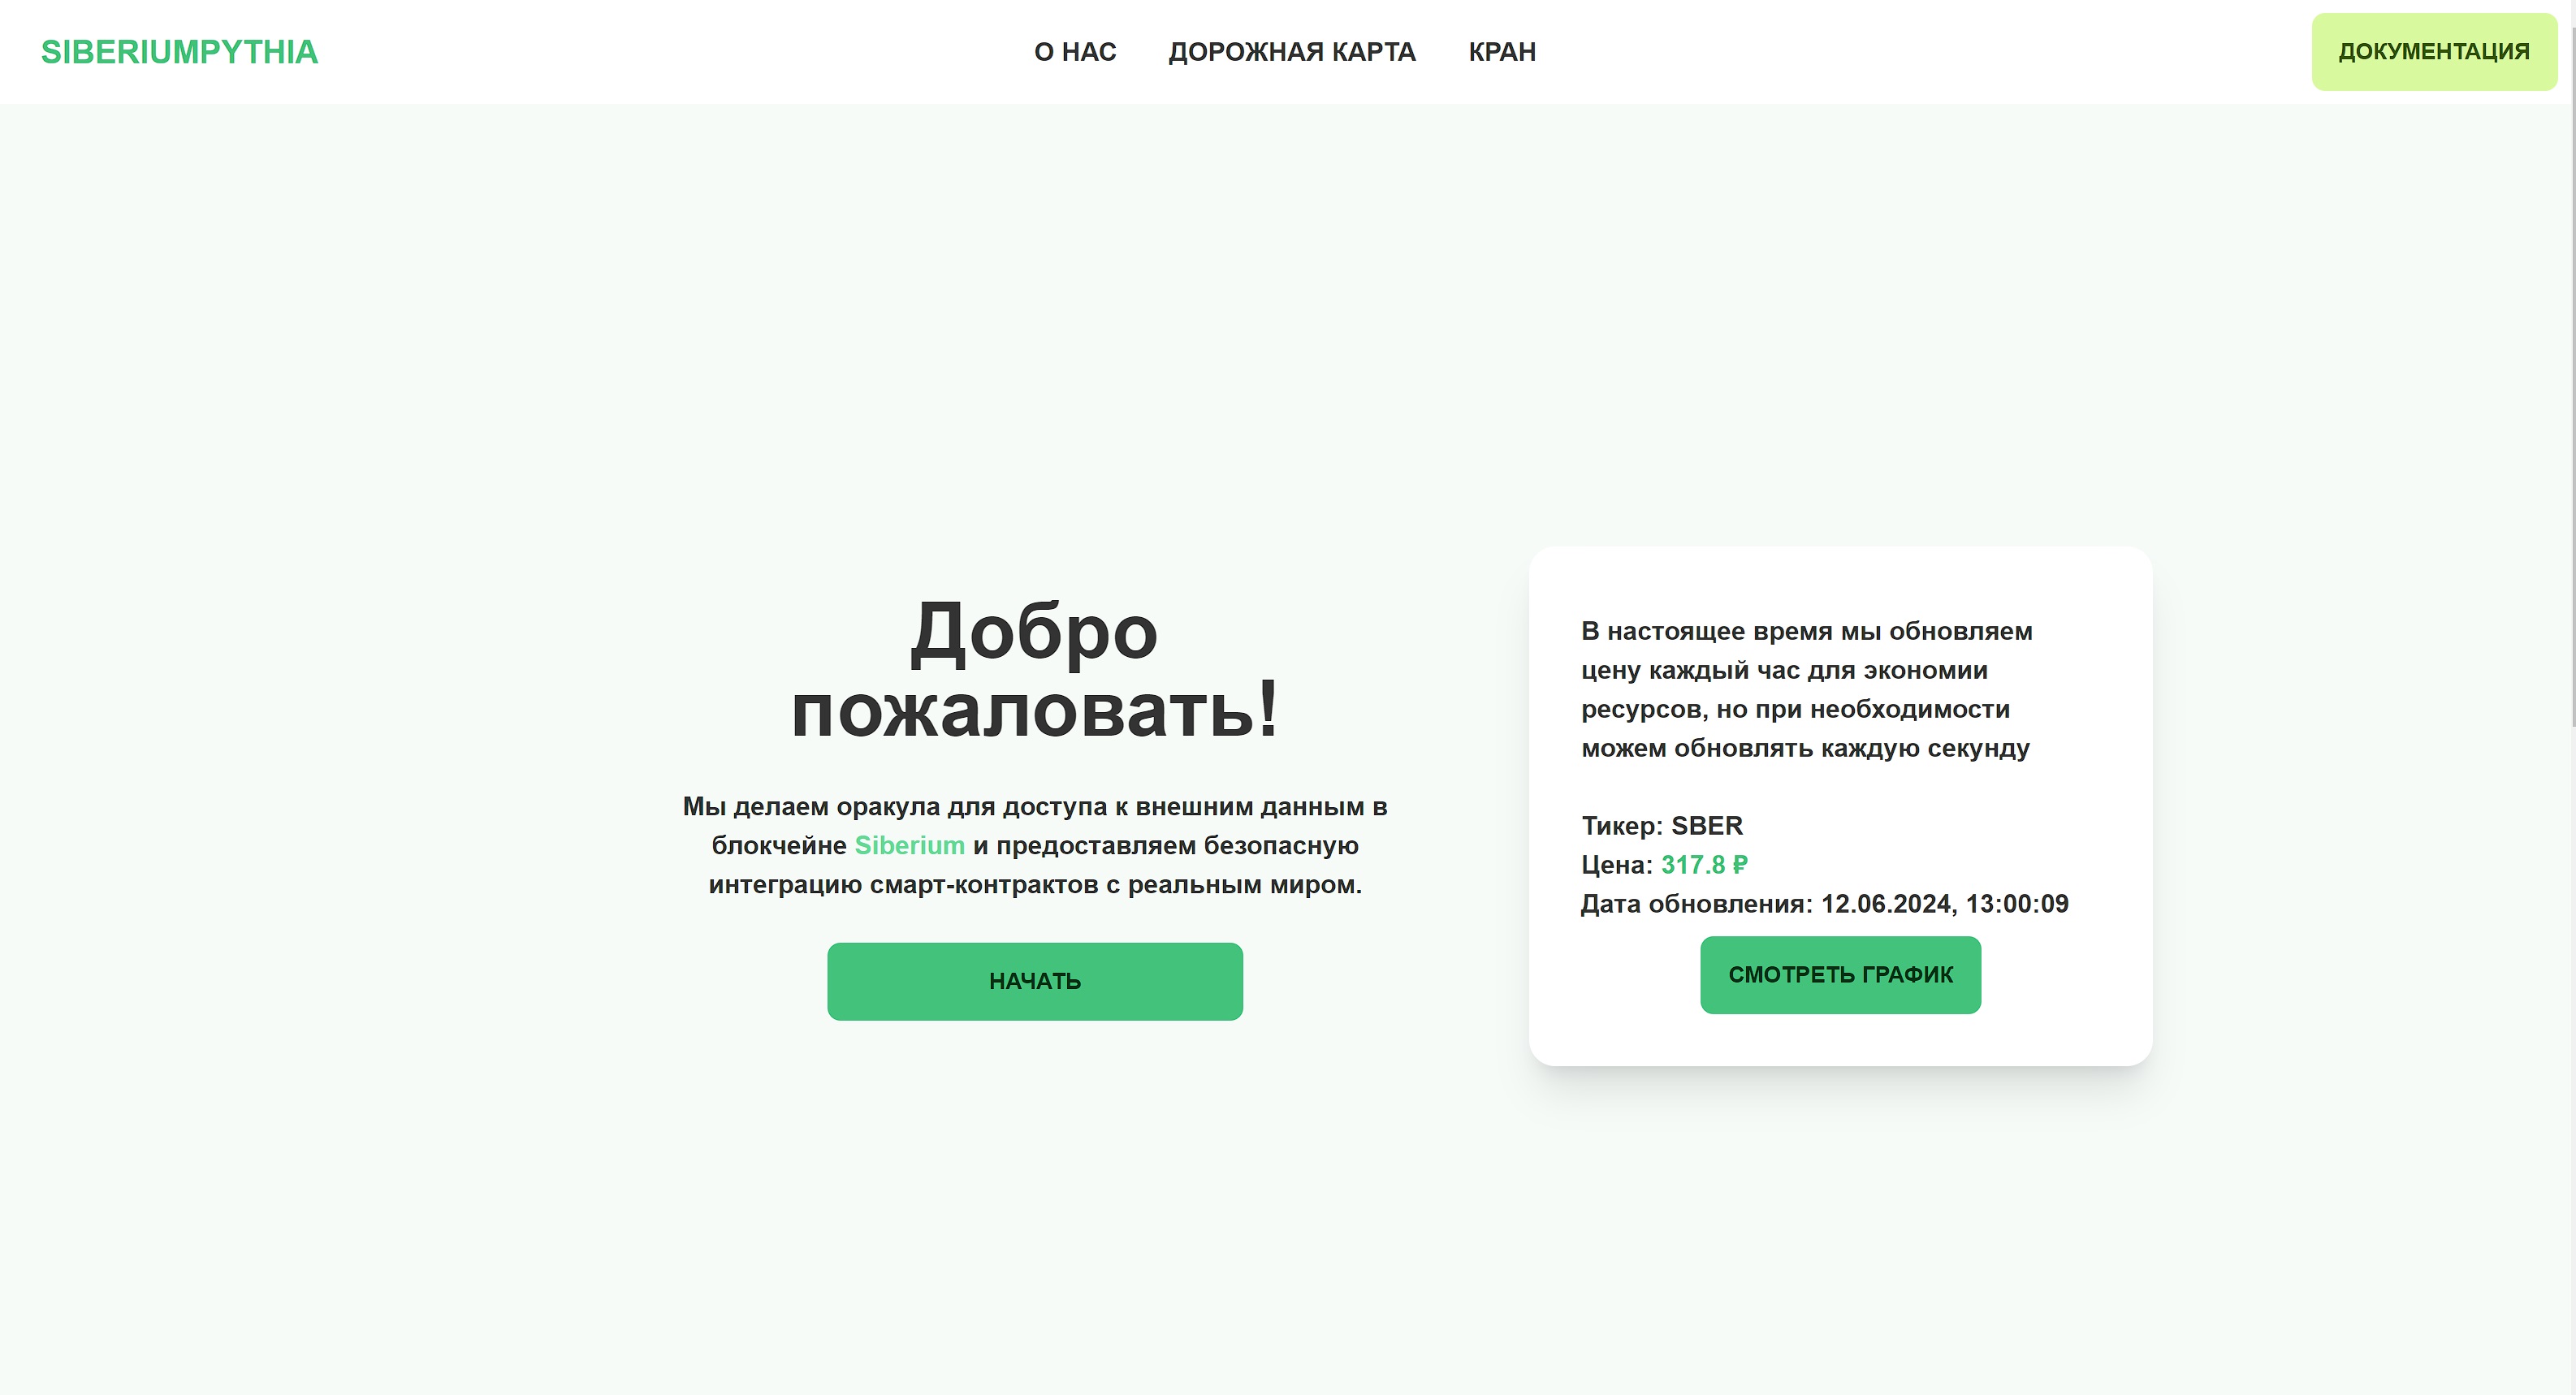 SIBERIUMPYTHIA
О НАС
ДОРОЖНАЯ КАРТА
КРАН
ДОКУМЕНТАЦИЯ
Добро
пожаловать!
Мы делаем оракула для доступа к внешним данным в
блокчейне Siberium и предоставляем безопасную
интеграцию смарт-контрактов с реальным миром.
НАЧАТЬ
В настоящее время мы обновляем
цену каждый час для экономии
ресурсов, но при необходимости
можем обновлять каждую секунду
Тикер: SBER
Цена: 317.8 ₽
Дата обновления: 12.06.2024, 13:00:09
СМОТРЕТЬ ГРАФИК